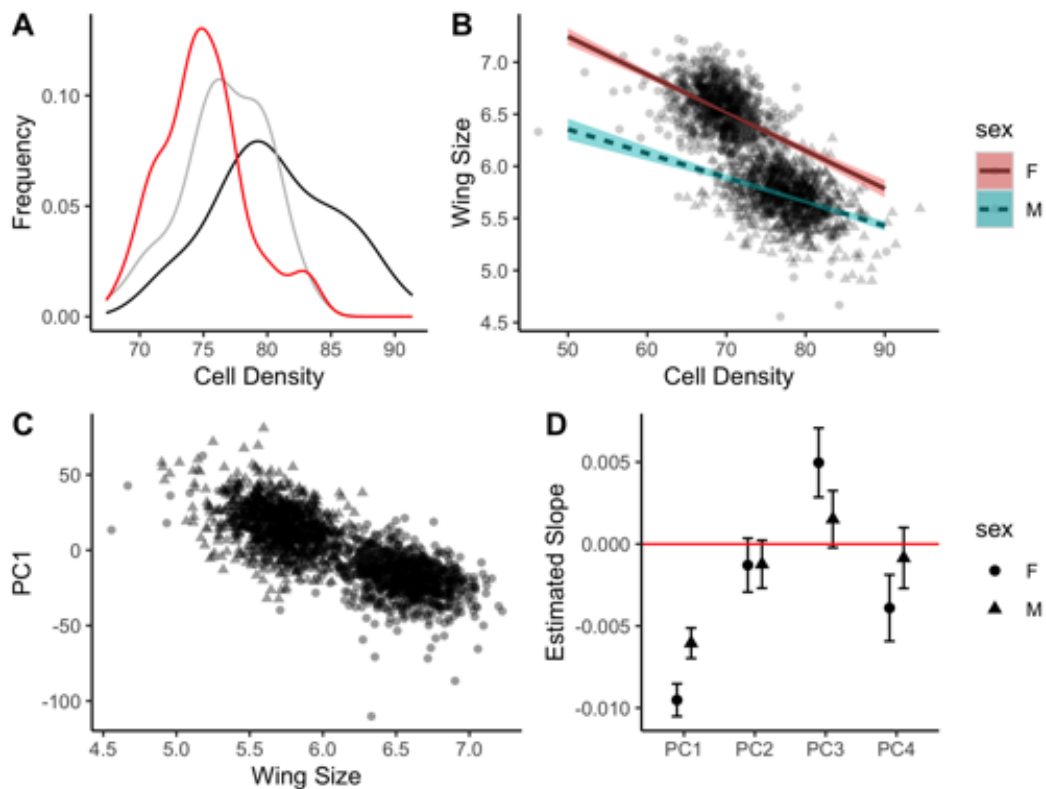 A
0.10
0.05
0.00
Frequency
70 75 80 85 90
Cell Density
B
7.0
6.5
6.0
5.5
5.0
4.5
Wing Size
50 60 70 80 90
Cell Density
sex
F
M
C
50
0
-50
-100
PC1
4.5 5.0 5.5 6.0 6.5 7.0
Wing Size
D
0.005
0.000
-0.005
-0.010
Estimated Slope
PC1 PC2 PC3 PC4
sex
F
M